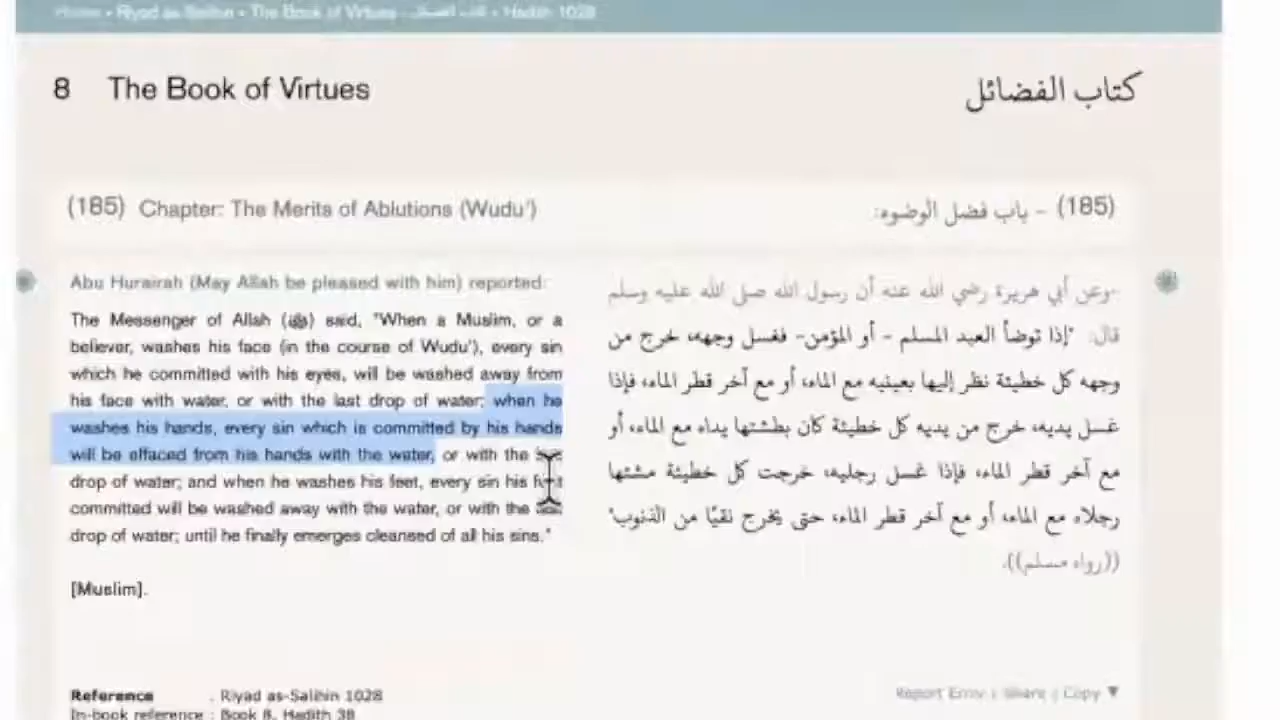 Home » Riyad as-Salihin » The Book of Virtues - كتاب الفضائل » Hadith 1028
8 The Book of Virtues
كتاب الفضائل
(185) Chapter: The Merits of Ablutions (Wudu')
(185) - باب فضل الوضوء:
Abu Hurairah (May Allah be pleased with him) reported:
The Messenger of Allah (ﷺ) said, "When a Muslim, or a
believer, washes his face (in the course of Wudu'), every sin
which he committed with his eyes, will be washed away from
his face with water, or with the last drop of water; when he
washes his hands, every sin which is committed by his hands
will be effaced from his hands with the water, or with the
drop of water; and when he washes his feet, every sin his feet
committed will be washed away with the water, or with the
drop of water; until he finally emerges cleansed of all his sins."
[Muslim].
-وعن أبي هريرة رضي الله عنه أن رسول الله صلى الله عليه وسلم
قال: "إذا توضأ العبد المسلم - أو المؤمن- فغسل وجهه، خرج من
وجهه كل خطيئة نظر إليها بعينيه مع الماء، أو مع آخر قطر الماء، فإذا
غسل يديه، خرج من يديه كل خطيئة كان بطشتها يداه مع الماء، أو
مع آخر قطر الماء، فإذا غسل رجليه، خرجت كل خطيئة مشتها
رجلاه مع الماء، أو مع آخر قطر الماء، حتى يخرج نقيًا من الذنوب"
((رواه مسلم)).
Reference : Riyad as-Salihin 1028
In-book reference : Book 8, Hadith 38
Report Error | Share | Copy ▼